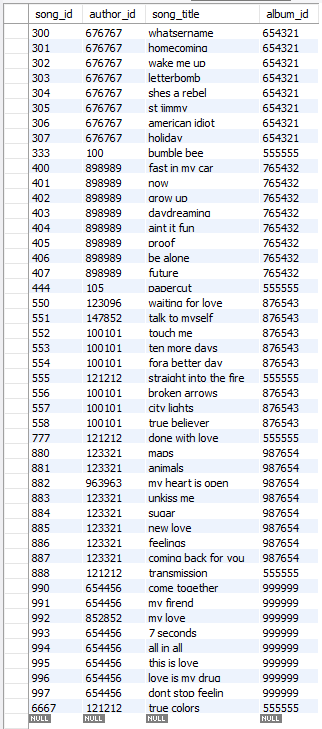 song_id author_id song_title album_id
300 676767 whatsername 654321
301 676767 homecoming 654321
302 676767 wake me up 654321
303 676767 letterbomb 654321
304 676767 shes a rebel 654321
305 676767 st jimmy 654321
306 676767 american idiot 654321
307 676767 holiday 654321
333 100 bumble bee 555555
400 898989 fast in my car 765432
401 898989 now 765432
402 898989 grow up 765432
403 898989 daydreaming 765432
404 898989 aint it fun 765432
405 898989 proof 765432
406 898989 be alone 765432
407 898989 future 765432
444 105 papercut 555555
550 123096 waiting for love 876543
551 147852 talk to myself 876543
552 100101 touch me 876543
553 100101 ten more days 876543
554 100101 fora better day 876543
555 121212 straight into the fire 555555
556 100101 broken arrows 876543
557 100101 city lights 876543
558 100101 true believer 876543
777 121212 done with love 555555
880 123321 maps 987654
881 123321 animals 987654
882 963963 my heart is open 987654
883 123321 unkiss me 987654
884 123321 sugar 987654
885 123321 new love 987654
886 123321 feelings 987654
887 123321 coming back for you 987654
888 121212 transmission 555555
990 654456 come together 999999
991 654456 my firend 999999
992 852852 my love 999999
993 654456 7 seconds 999999
994 654456 all in all 999999
995 654456 this is love 999999
996 654456 love is my drug 999999
997 654456 dont stop feelin 999999
6667 121212 true colors 555555
NULL NULL NULL NULL